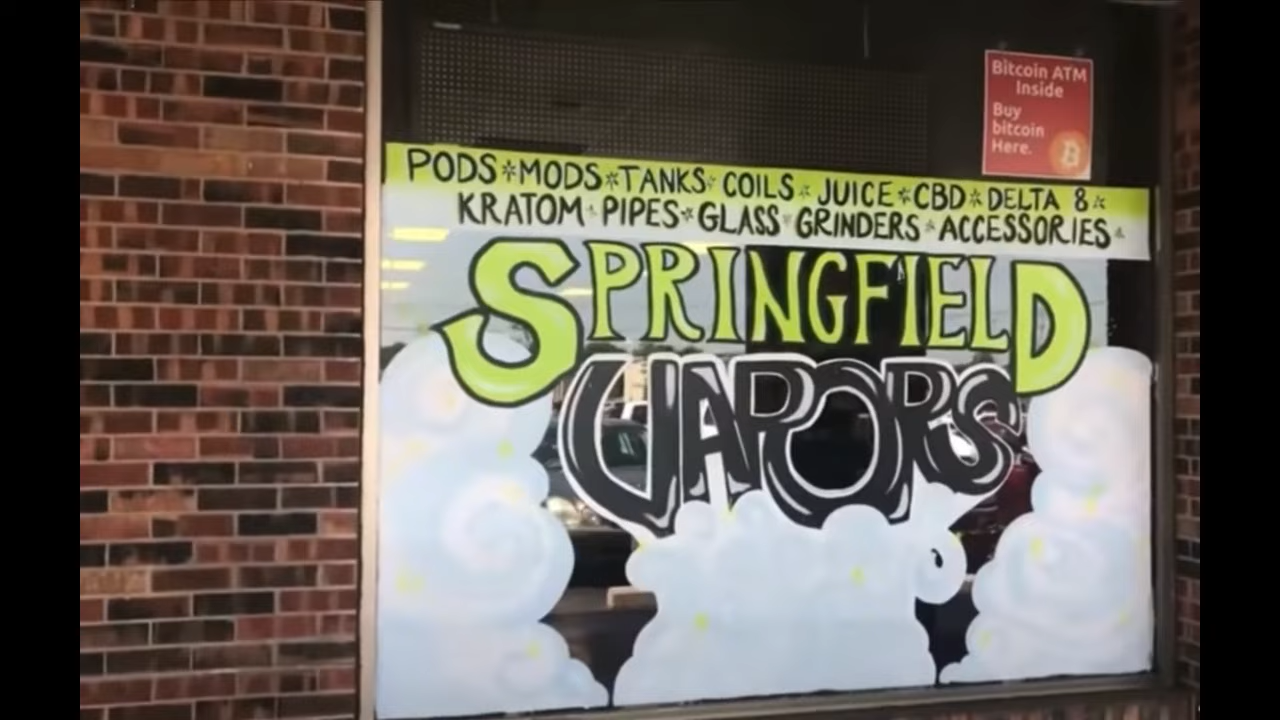 Bitcoin ATM
Inside
Buy
bitcoin
Here.
B
PODS*MODS*TANKS*COILS*JUICE*CBD*DELTA 8*
KRATOM*PIPES*GLASS*GRINDERS*ACCESSORIES*
SPRINGFIELD
VAPORS